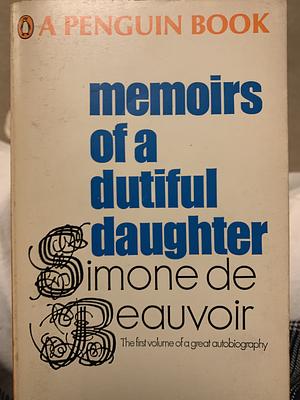 A PENGUIN BOOK
memoirs
of a
dutiful
daughter
Simone de
Beauvoir
The first volume of a great autobiography